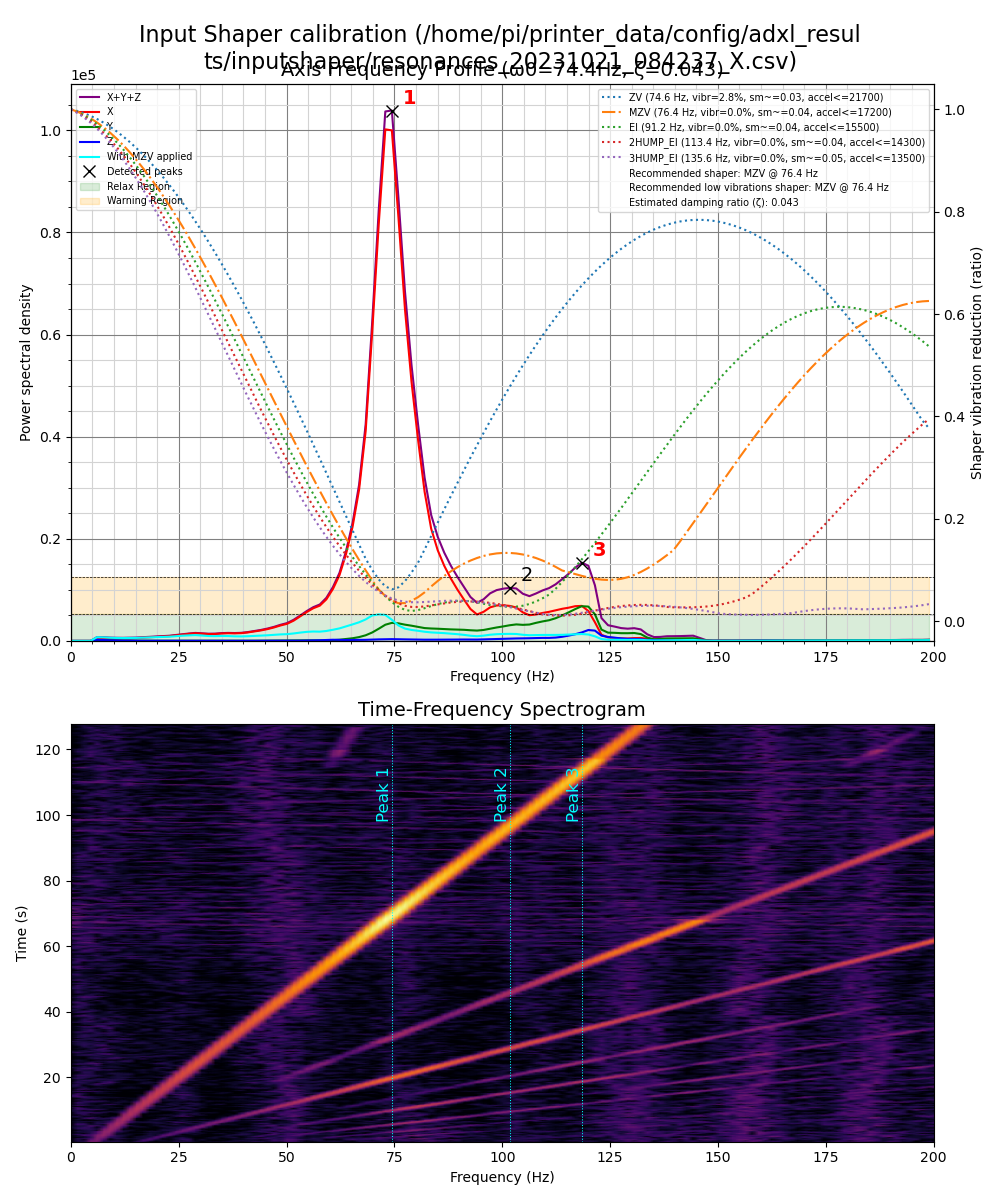 Input Shaper calibration (/home/pi/printer_data/config/adxl_resul
ts/inputshaper/resonances_20231021_084237_X.csv)
Axis Frequency Profile (ω0=74.4Hz, ζ=0.043)
1e5
X+Y+Z
X
Y
Z
With MZV applied
Detected peaks
Relax Region
Warning Region
ZV (74.6 Hz, vibr=2.8%, sm~=0.03, accel<=21700)
MZV (76.4 Hz, vibr=0.0%, sm~=0.04, accel<=17200)
EI (91.2 Hz, vibr=0.0%, sm~=0.04, accel<=15500)
2HUMP_EI (113.4 Hz, vibr=0.0%, sm~=0.04, accel<=14300)
3HUMP_EI (135.6 Hz, vibr=0.0%, sm~=0.05, accel<=13500)
Recommended shaper: MZV @ 76.4 Hz
Recommended low vibrations shaper: MZV @ 76.4 Hz
Estimated damping ratio (ζ): 0.043
1
2
3
Power spectral density
1.0
0.8
0.6
0.4
0.2
0.0
Shaper vibration reduction (ratio)
1.0
0.8
0.6
0.4
0.2
0.0
0 25 50 75 100 125 150 175 200
Frequency (Hz)
Time-Frequency Spectrogram
Time (s)
120
100
80
60
40
20
Peak 1
Peak 2
Peak 3
0 25 50 75 100 125 150 175 200
Frequency (Hz)